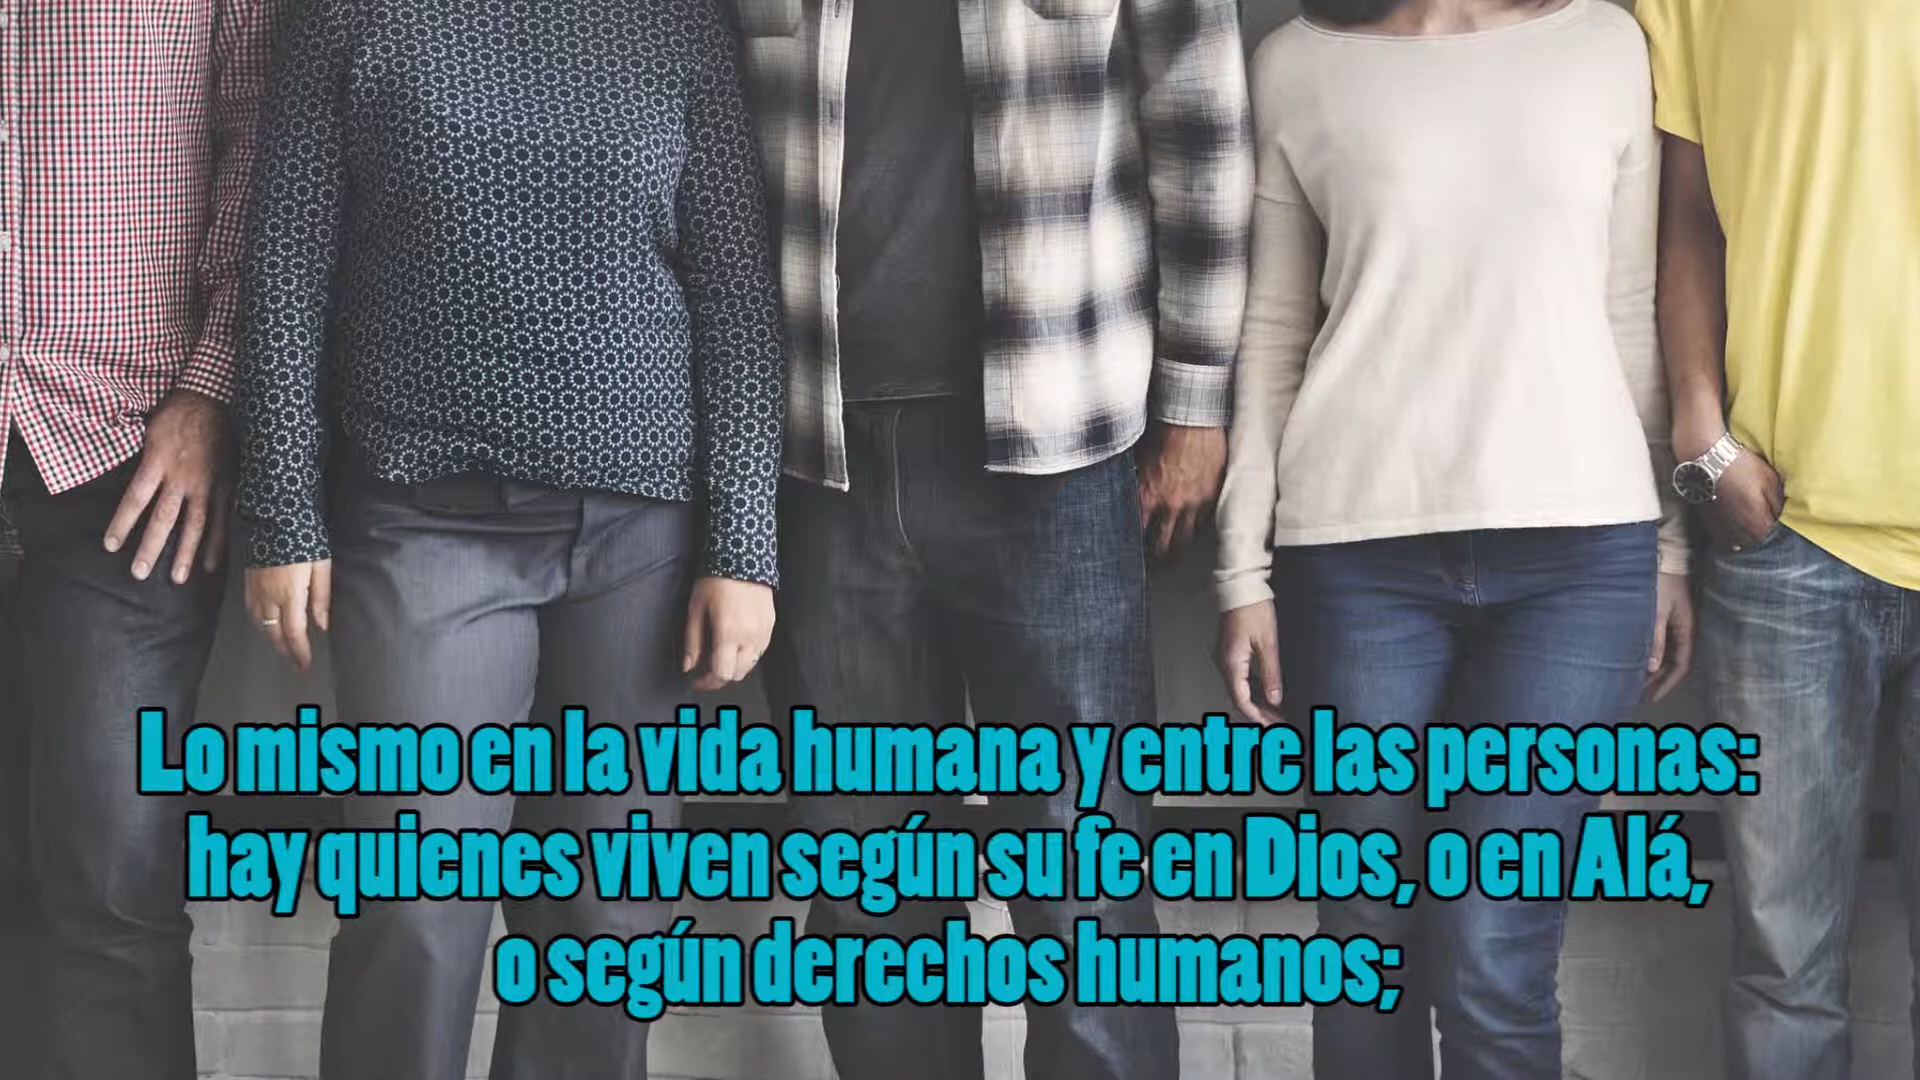 Lo mismo en la vida humana y entre las personas:
hay quienes viven según su fe en Dios, o en Alá,
o según derechos humanos;